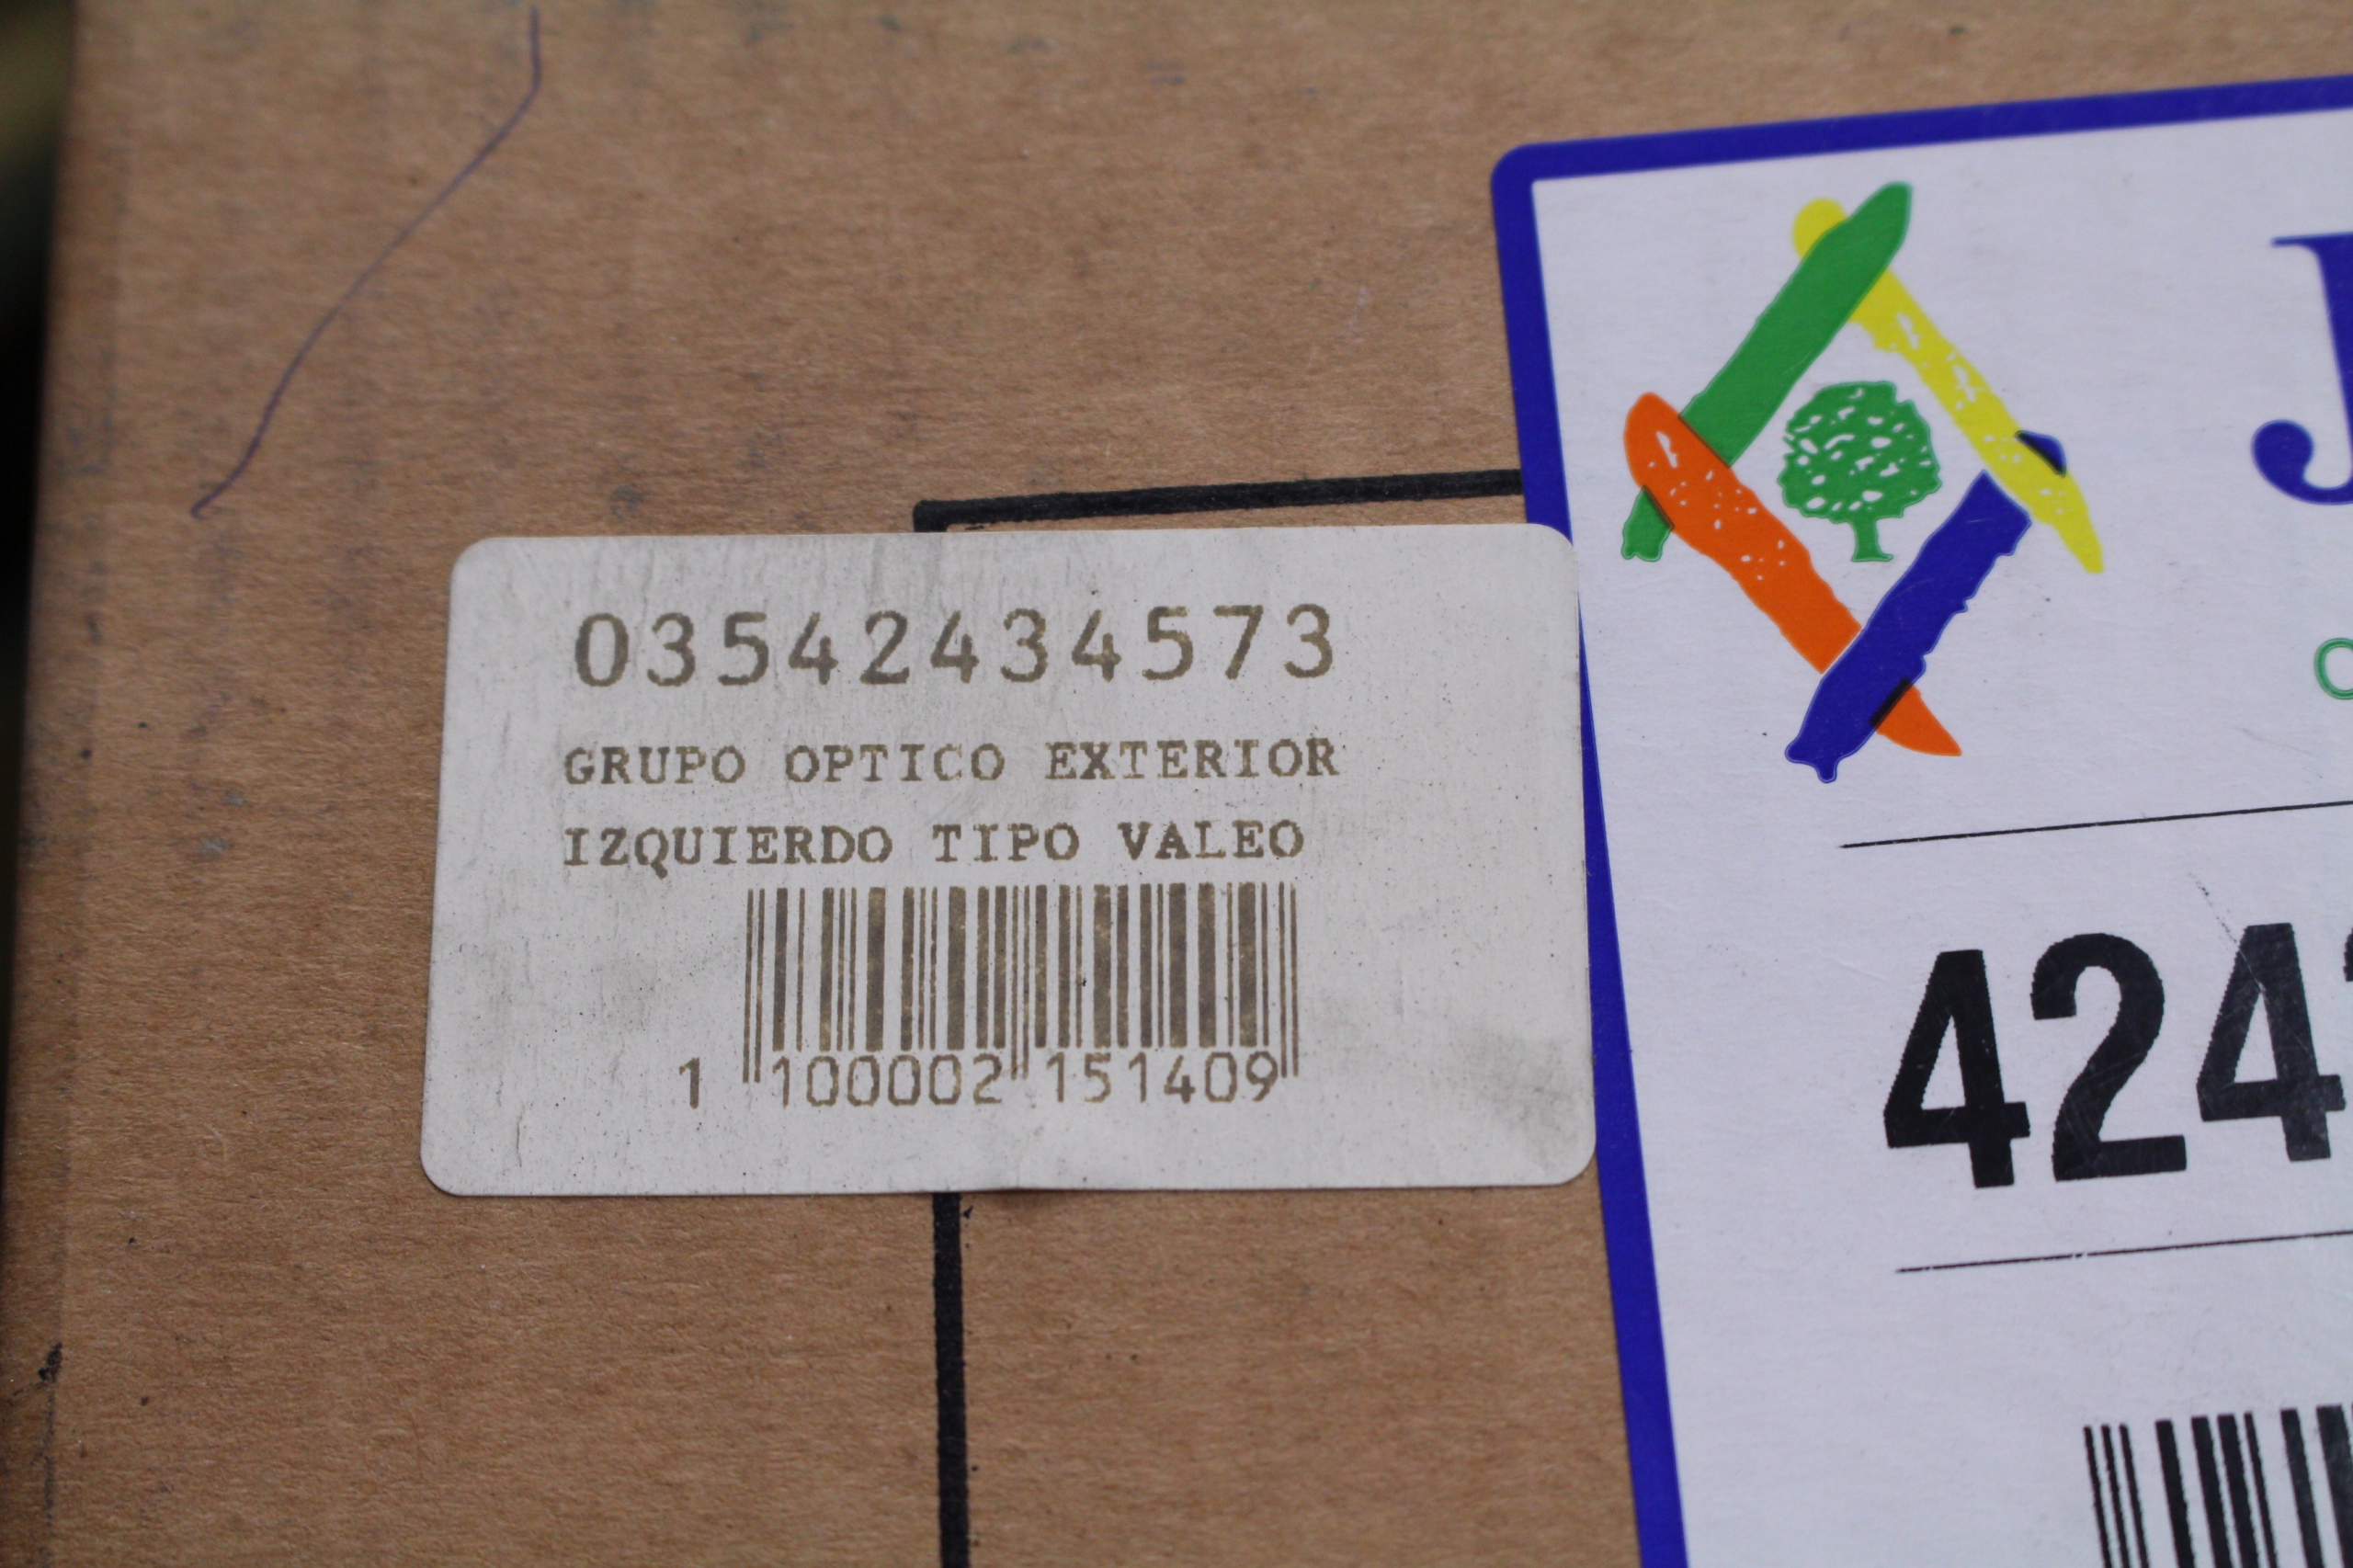 03542434573
GRUPO OPTICO EXTERIOR
IZQUIERDO TIPO VALEO
1 100002 151409
J
424